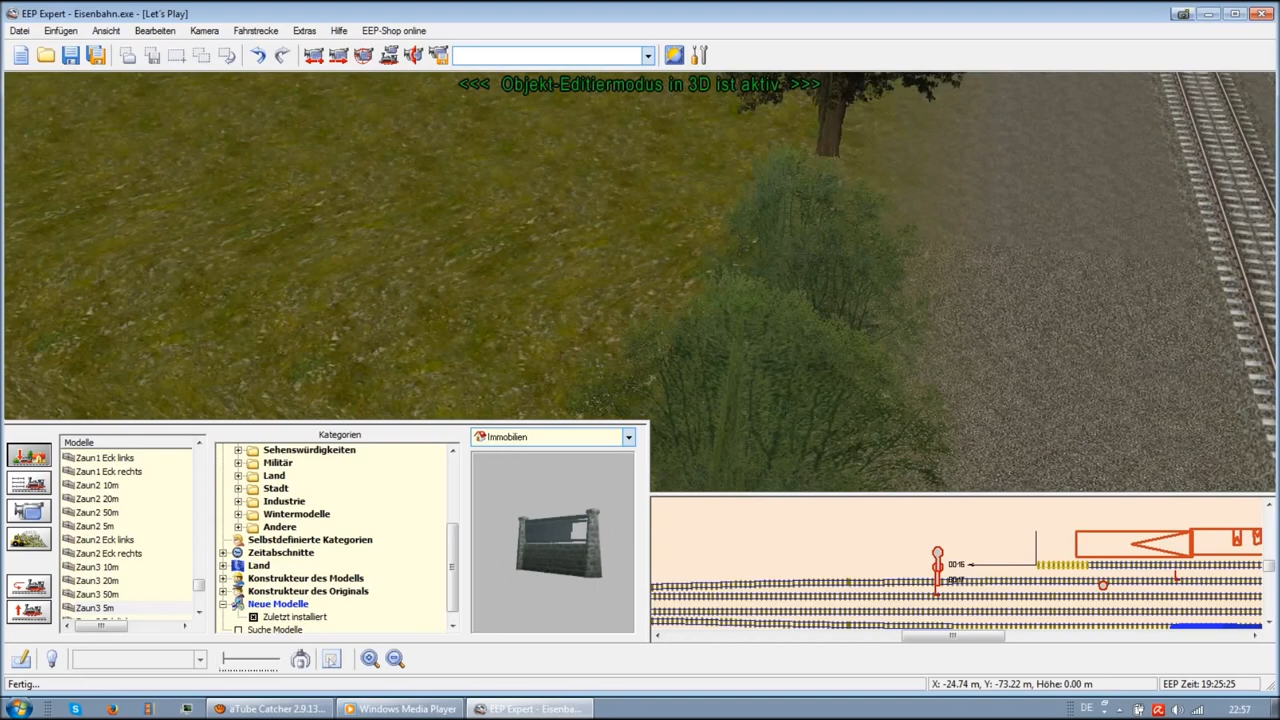 EEP Expert - Eisenbahn.exe - [Let´s Play]
Datei Einfügen Ansicht Bearbeiten Kamera Fahrstrecke Extras Hilfe EEP-Shop online
<<< Objekt-Editiermodus in 3D ist aktiv >>>
Modelle
Zaun1 Eck links
Zaun1 Eck rechts
Zaun2 10m
Zaun2 20m
Zaun2 50m
Zaun2 5m
Zaun2 Eck links
Zaun2 Eck rechts
Zaun3 10m
Zaun3 20m
Zaun3 50m
Zaun3 5m
Kategorien
Sehenswürdigkeiten
Militär
Land
Stadt
Industrie
Wintermodelle
Andere
Selbstdefinierte Kategorien
Zeitabschnitte
Land
Konstrukteur des Modells
Konstrukteur des Originals
Neue Modelle
Zuletzt installiert
Suche Modelle
Immobilien
0016
0017
L
Fertig...
X: -24.74 m, Y: -73.22 m, Höhe: 0.00 m
EEP Zeit: 19:25:25
aTube Catcher 2.9.13...
Windows Media Player
EEP Expert - Eisenba...
DE
22:57